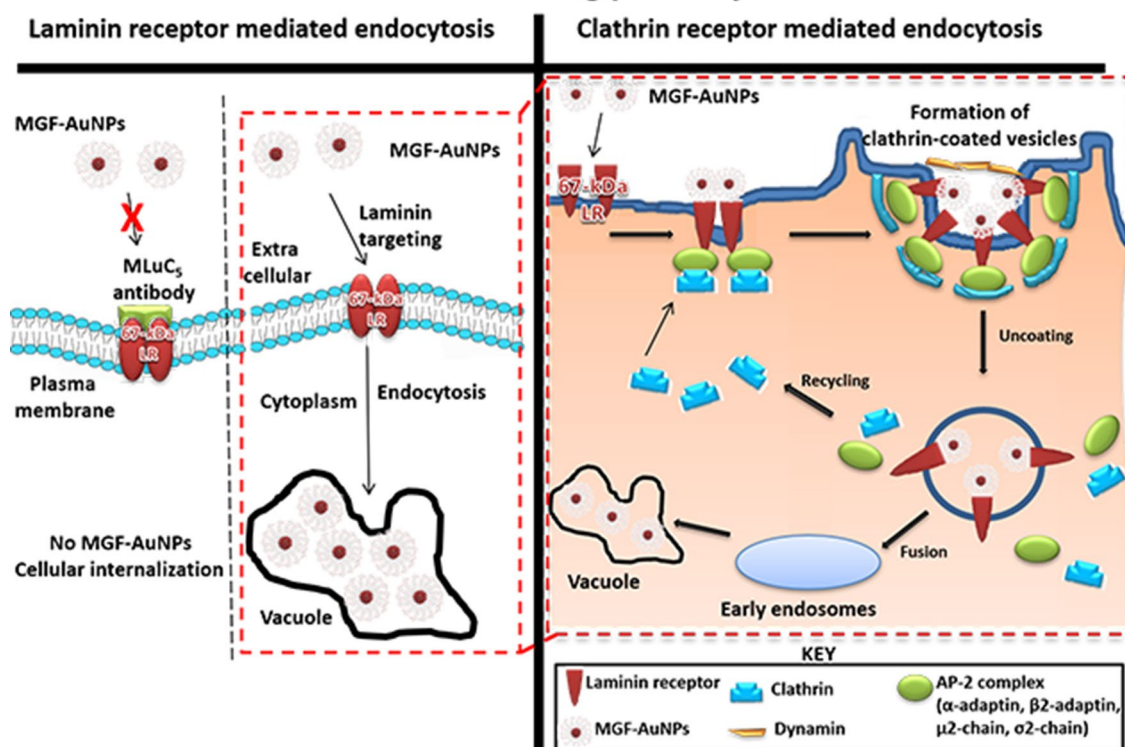 Laminin receptor mediated endocytosis
Clathrin receptor mediated endocytosis
MGF-AuNPs
X
MLuC5
antibody
67-kDa
LR
Plasma
membrane
No MGF-AuNPs
Cellular internalization
MGF-AuNPs
Laminin
targeting
Extra
cellular
67-kDa
LR
Cytoplasm
Endocytosis
Vacuole
MGF-AuNPs
67-kDa
LR
Formation of
clathrin-coated vesicles
Uncoating
Recycling
Fusion
Early endosomes
Vacuole
KEY
Laminin receptor
Clathrin
AP-2 complex
(α-adaptin, β2-adaptin,
μ2-chain, σ2-chain)
MGF-AuNPs
Dynamin